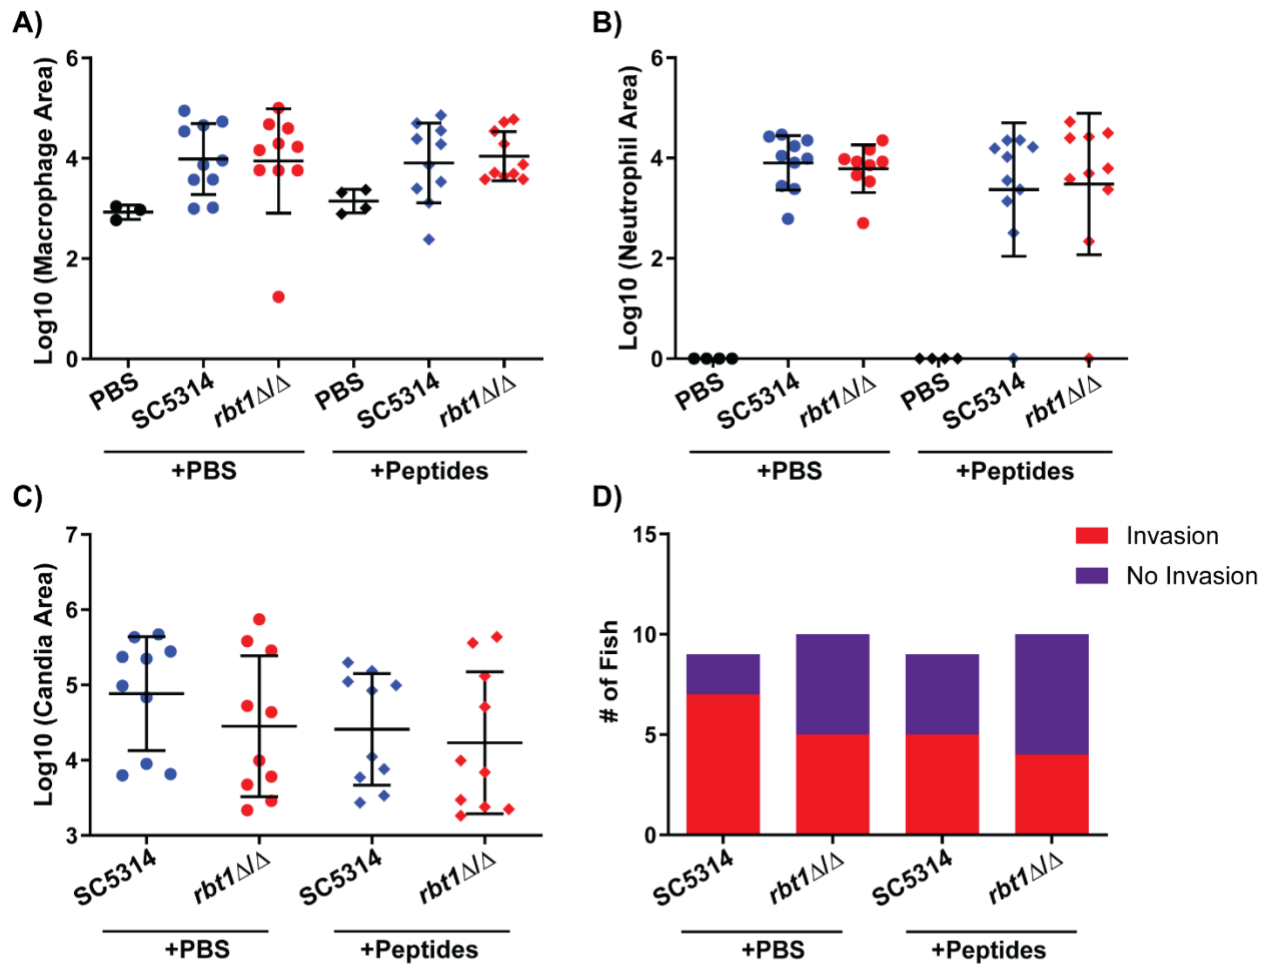 A)
Log10 (Macrophage Area)
6
4
2
0
PBS
SC5314
rbt1Δ/Δ
PBS
SC5314
rbt1Δ/Δ
+PBS
+Peptides
B)
Log10 (Neutrophil Area)
6
4
2
0
PBS
SC5314
rbt1Δ/Δ
PBS
SC5314
rbt1Δ/Δ
+PBS
+Peptides
C)
Log10 (Candia Area)
7
6
5
4
3
SC5314
rbt1Δ/Δ
SC5314
rbt1Δ/Δ
+PBS
+Peptides
D)
# of Fish
15
10
5
0
Invasion
No Invasion
SC5314
rbt1Δ/Δ
SC5314
rbt1Δ/Δ
+PBS
+Peptides